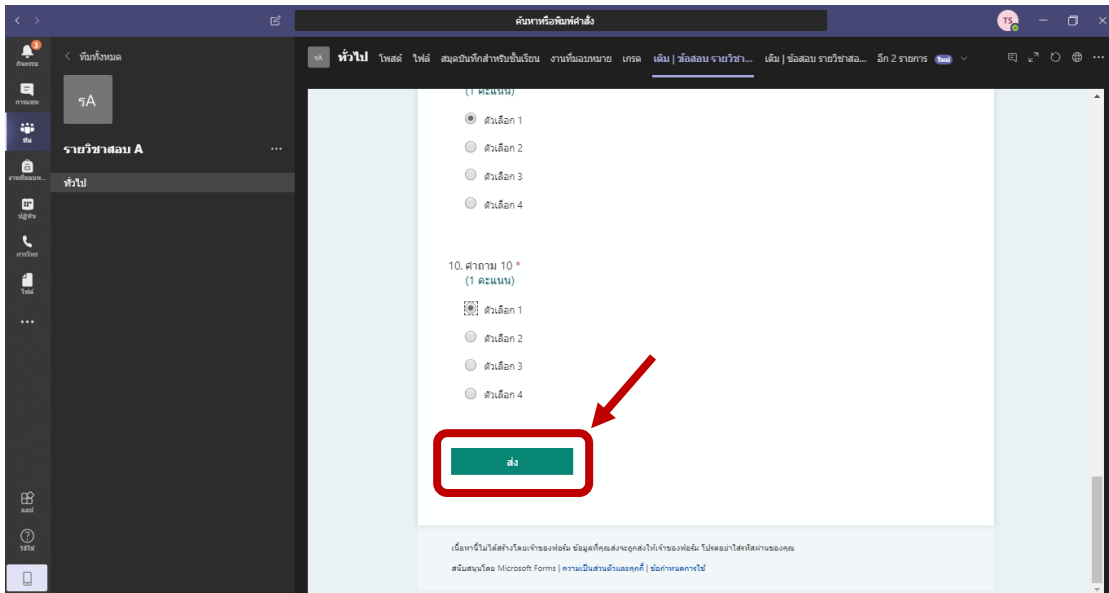 ค้นหาหรือพิมพ์คำสั่ง
TS
3
กิจกรรม
ทีมทั้งหมด
รA
ทั่วไป โพสต์ ไฟล์ สมุดบันทึกสำหรับชั้นเรียน งานที่มอบหมาย เกรด เติม | ข้อสอบ รายวิชา... เติม | ข้อสอบ รายวิชาสอ... อีก 2 รายการ ใหม่
การแชท
รA
ทีม
รายวิชาสอบ A
งานที่มอบห...
ทั่วไป
ปฏิทิน
การโทร
ไฟล์
(1 คะแนน)
ตัวเลือก 1
ตัวเลือก 2
ตัวเลือก 3
ตัวเลือก 4
10. คำถาม 10 *
(1 คะแนน)
ตัวเลือก 1
ตัวเลือก 2
ตัวเลือก 3
ตัวเลือก 4
ส่ง
แอป
วิธีใช้
เนื้อหานี้ไม่ได้สร้างโดยเจ้าของฟอร์ม ข้อมูลที่คุณส่งจะถูกส่งให้เจ้าของฟอร์ม โปรดอย่าใส่รหัสผ่านของคุณ
สนับสนุนโดย Microsoft Forms | ความเป็นส่วนตัวและคุกกี้ | ข้อกำหนดการใช้